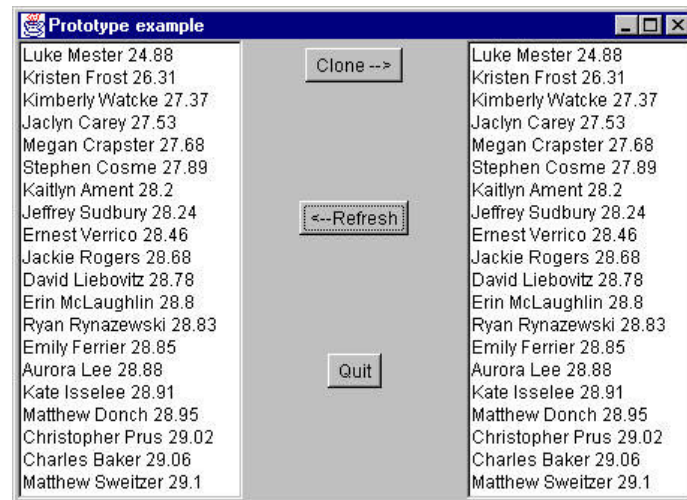 Prototype example
Luke Mester 24.88
Kristen Frost 26.31
Kimberly Watcke 27.37
Jaclyn Carey 27.53
Megan Crapster 27.68
Stephen Cosme 27.89
Kaitlyn Ament 28.2
Jeffrey Sudbury 28.24
Ernest Verrico 28.46
Jackie Rogers 28.68
David Liebovitz 28.78
Erin McLaughlin 28.8
Ryan Rynazewski 28.83
Emily Ferrier 28.85
Aurora Lee 28.88
Kate Isselee 28.91
Matthew Donch 28.95
Christopher Prus 29.02
Charles Baker 29.06
Matthew Sweitzer 29.1
Clone -->
<--Refresh
Quit
Luke Mester 24.88
Kristen Frost 26.31
Kimberly Watcke 27.37
Jaclyn Carey 27.53
Megan Crapster 27.68
Stephen Cosme 27.89
Kaitlyn Ament 28.2
Jeffrey Sudbury 28.24
Ernest Verrico 28.46
Jackie Rogers 28.68
David Liebovitz 28.78
Erin McLaughlin 28.8
Ryan Rynazewski 28.83
Emily Ferrier 28.85
Aurora Lee 28.88
Kate Isselee 28.91
Matthew Donch 28.95
Christopher Prus 29.02
Charles Baker 29.06
Matthew Sweitzer 29.1